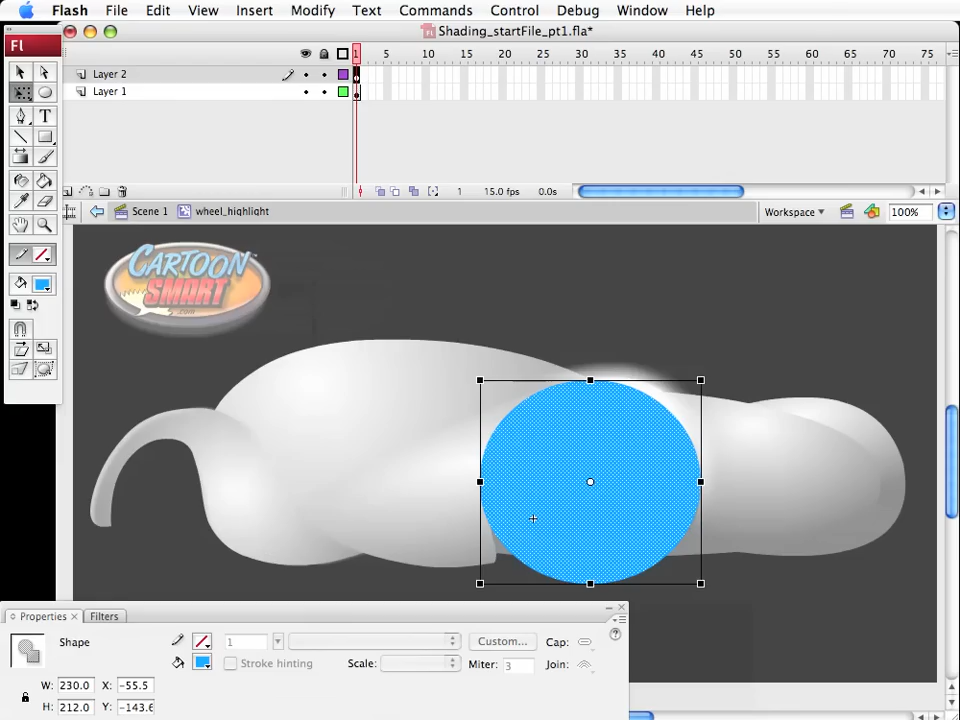 Flash File Edit View Insert Modify Text Commands Control Debug Window Help
Shading_startFile_pt1.fla*
Fl
1 5 10 15 20 25 30 35 40 45 50 55 60 65 70 75
Layer 2
Layer 1
T
1 15.0 fps 0.0s
Scene 1 wheel_highlight Workspace 100%
CARTOON
SMART
.com
Properties Filters
Shape 1 Custom... Cap:
Stroke hinting Scale: Miter: 3 Join:
W: 230.0 X: -55.5
H: 212.0 Y: -143.6